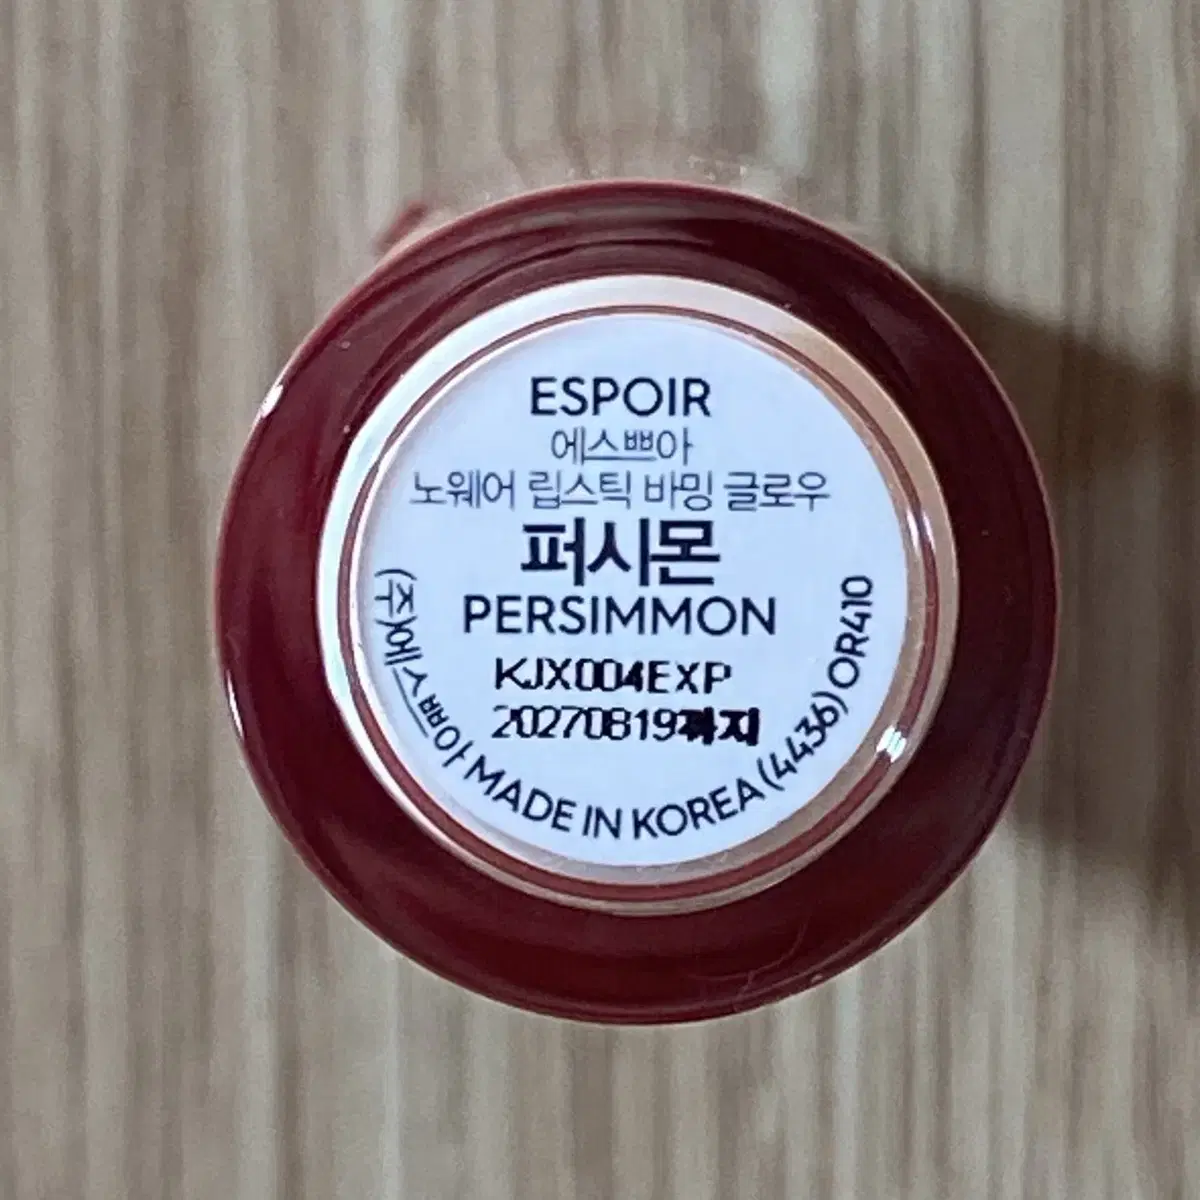 ESPOIR
에스쁘아
노웨어 립스틱 바밍 글로우
퍼시몬
PERSIMMON
KJX004EXP
20270819까지
(주)에스쁘아 MADE IN KOREA (4436) OR410